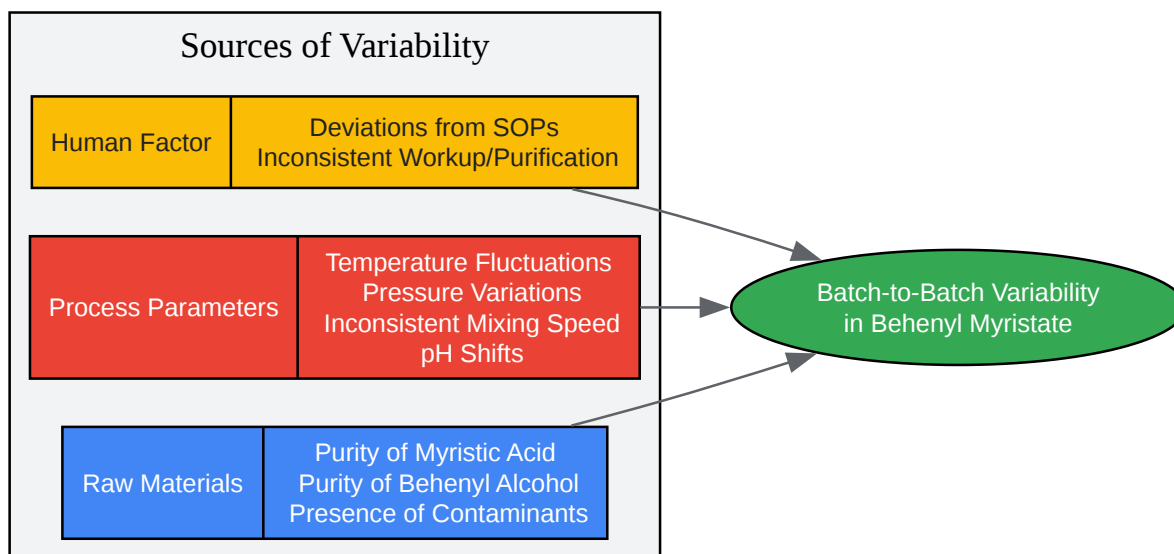 Sources of Variability
Human Factor
Deviations from SOPs
Inconsistent Workup/Purification
Process Parameters
Temperature Fluctuations
Pressure Variations
Inconsistent Mixing Speed
pH Shifts
Raw Materials
Purity of Myristic Acid
Purity of Behenyl Alcohol
Presence of Contaminants
Batch-to-Batch Variability
in Behenyl Myristate